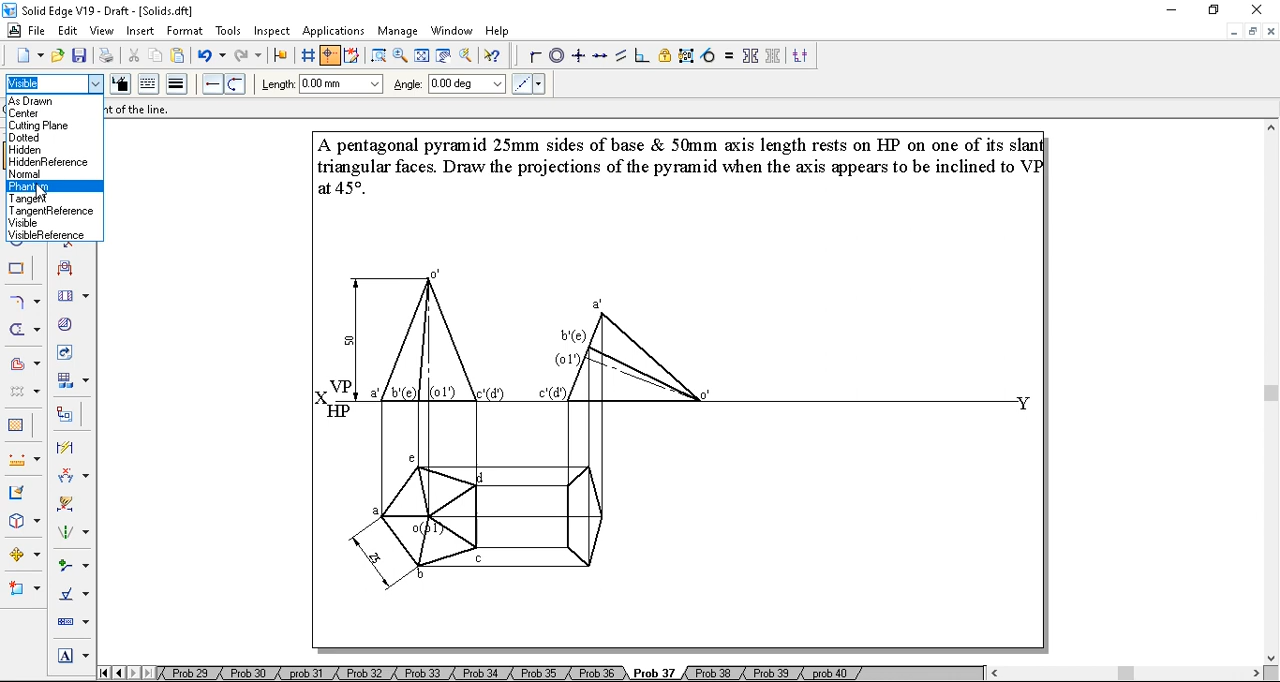 Solid Edge V19 - Draft - [Solids.dft]
File Edit View Insert Format Tools Inspect Applications Manage Window Help
Visible Length: 0.00 mm Angle: 0.00 deg
As Drawn
nt of the line.
Center
Cutting Plane
Dotted
Hidden
HiddenReference
Normal
Phantom
Tangent
TangentReference
Visible
VisibleReference
A pentagonal pyramid 25mm sides of base & 50mm axis length rests on HP on one of its slant
triangular faces. Draw the projections of the pyramid when the axis appears to be inclined to VP
at 45°.
o'
a'
b'(e)
50
(o1')
VP
X a' b'(e) (o1') c'(d') c'(d') o' Y
HP
e
d
a
o(o1)
c
25
b
A
Prob 29 Prob 30 prob 31 Prob 32 Prob 33 Prob 34 Prob 35 Prob 36 Prob 37 Prob 38 Prob 39 prob 40